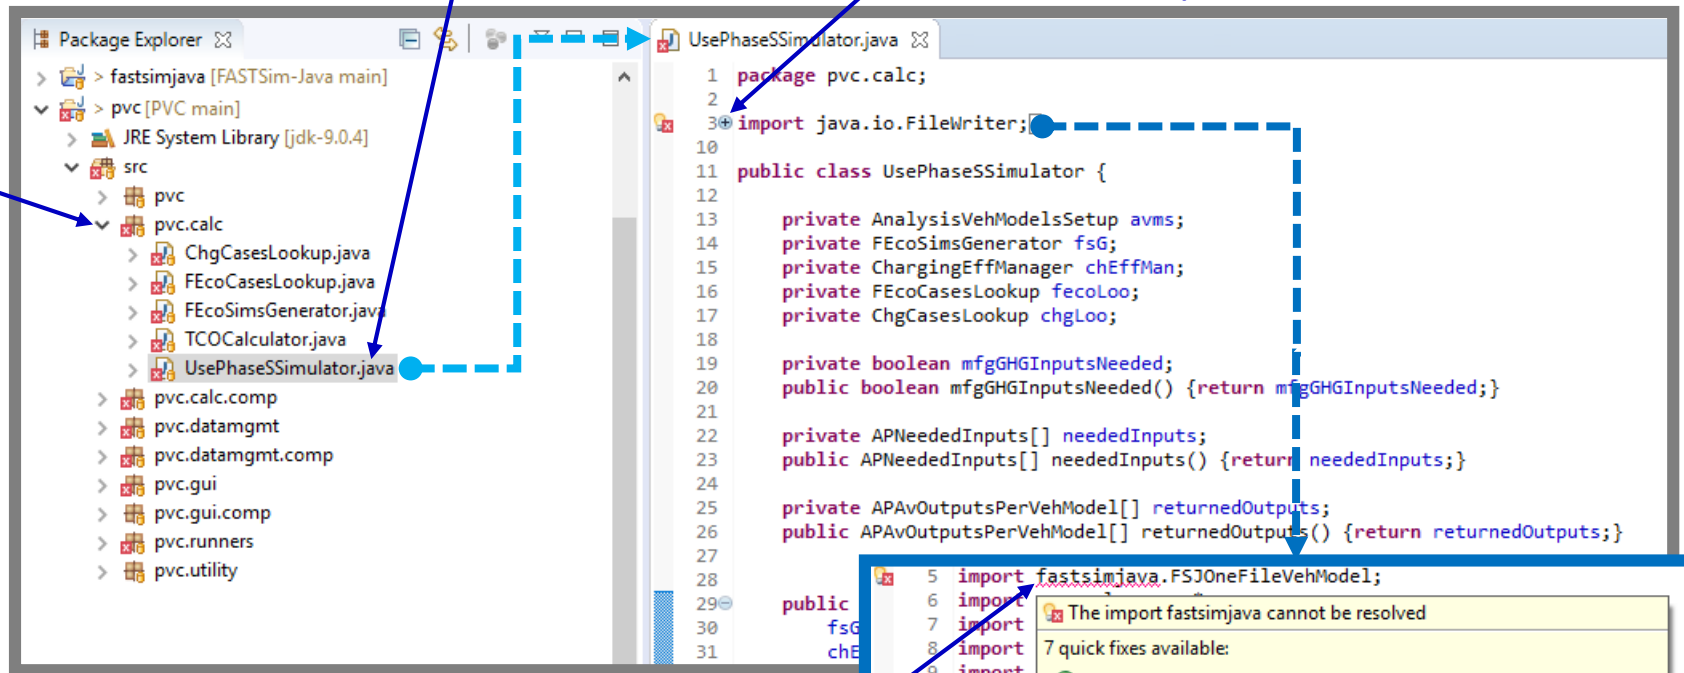 Package Explorer
> fastsimjava [FASTSim-Java main]
> pvc [PVC main]
JRE System Library [jdk-9.0.4]
src
pvc
pvc.calc
ChgCasesLookup.java
FEcoCasesLookup.java
FEcoSimsGenerator.java
TCOCalculator.java
UsePhaseSSimulator.java
pvc.calc.comp
pvc.datamgmt
pvc.datamgmt.comp
pvc.gui
pvc.gui.comp
pvc.runners
pvc.utility
UsePhaseSSimulator.java
1 package pvc.calc;
2
3 import java.io.FileWriter;
10
11 public class UsePhaseSSimulator {
12
13 private AnalysisVehModelsSetup avms;
14 private FEcoSimsGenerator fsG;
15 private ChargingEffManager chEffMan;
16 private FEcoCasesLookup fecoLoo;
17 private ChgCasesLookup chgLoo;
18
19 private boolean mfgGHGInputsNeeded;
20 public boolean mfgGHGInputsNeeded() {return mfgGHGInputsNeeded;}
21
22 private APNeededInputs[] neededInputs;
23 public APNeededInputs[] neededInputs() {return neededInputs;}
24
25 private APAvOutputsPerVehModel[] returnedOutputs;
26 public APAvOutputsPerVehModel[] returnedOutputs() {return returnedOutputs;}
27
28
29 public
30 fsG
31 chE
5 import fastsimjava.FSJOneFileVehModel;
6 import
7 import
8 import
9 import
The import fastsimjava cannot be resolved
7 quick fixes available: